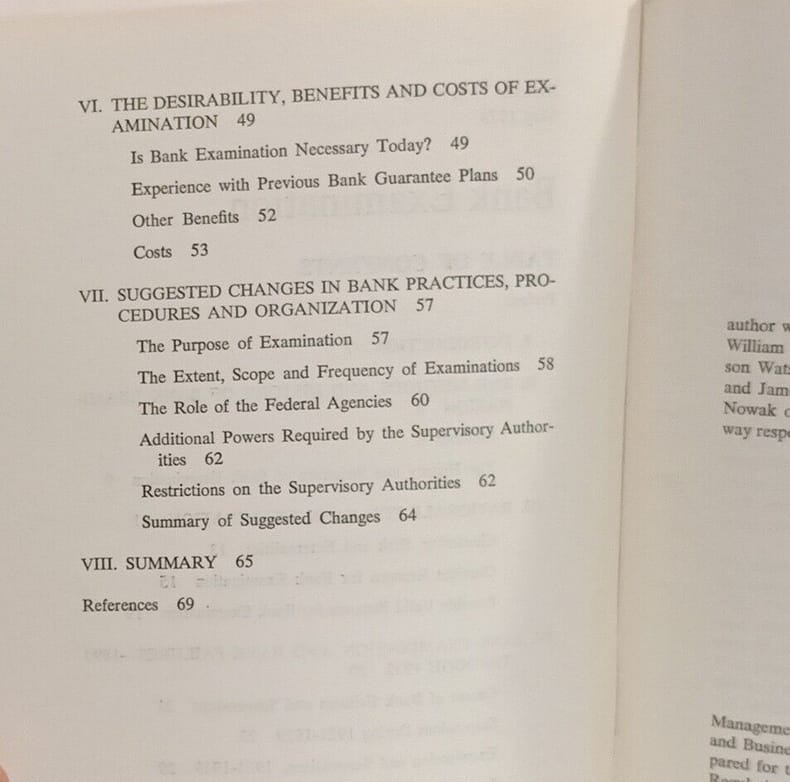 VI. THE DESIRABILITY, BENEFITS AND COSTS OF EX-
AMINATION 49
Is Bank Examination Necessary Today? 49
Experience with Previous Bank Guarantee Plans 50
Other Benefits 52
Costs 53
VII. SUGGESTED CHANGES IN BANK PRACTICES, PRO-
CEDURES AND ORGANIZATION 57
The Purpose of Examination 57
The Extent, Scope and Frequency of Examinations 58
The Role of the Federal Agencies 60
Additional Powers Required by the Supervisory Author-
ities 62
Restrictions on the Supervisory Authorities 62
Summary of Suggested Changes 64
VIII. SUMMARY 65
References 69
author
William
son
and
Nowak
way
and
pared for